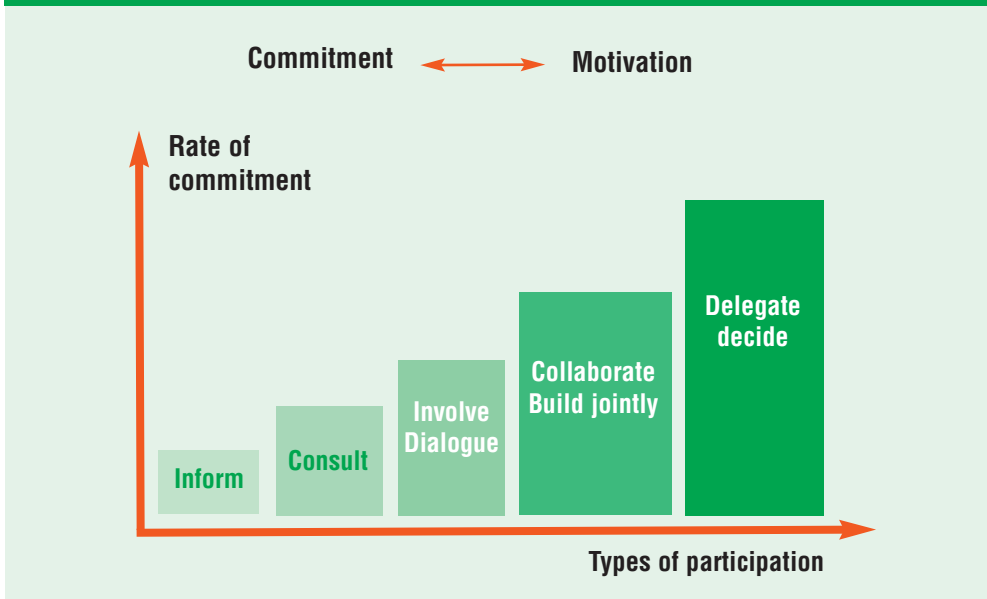 Commitment Motivation
Rate of
commitment
Inform
Consult
Involve
Dialogue
Collaborate
Build jointly
Delegate
decide
Types of participation